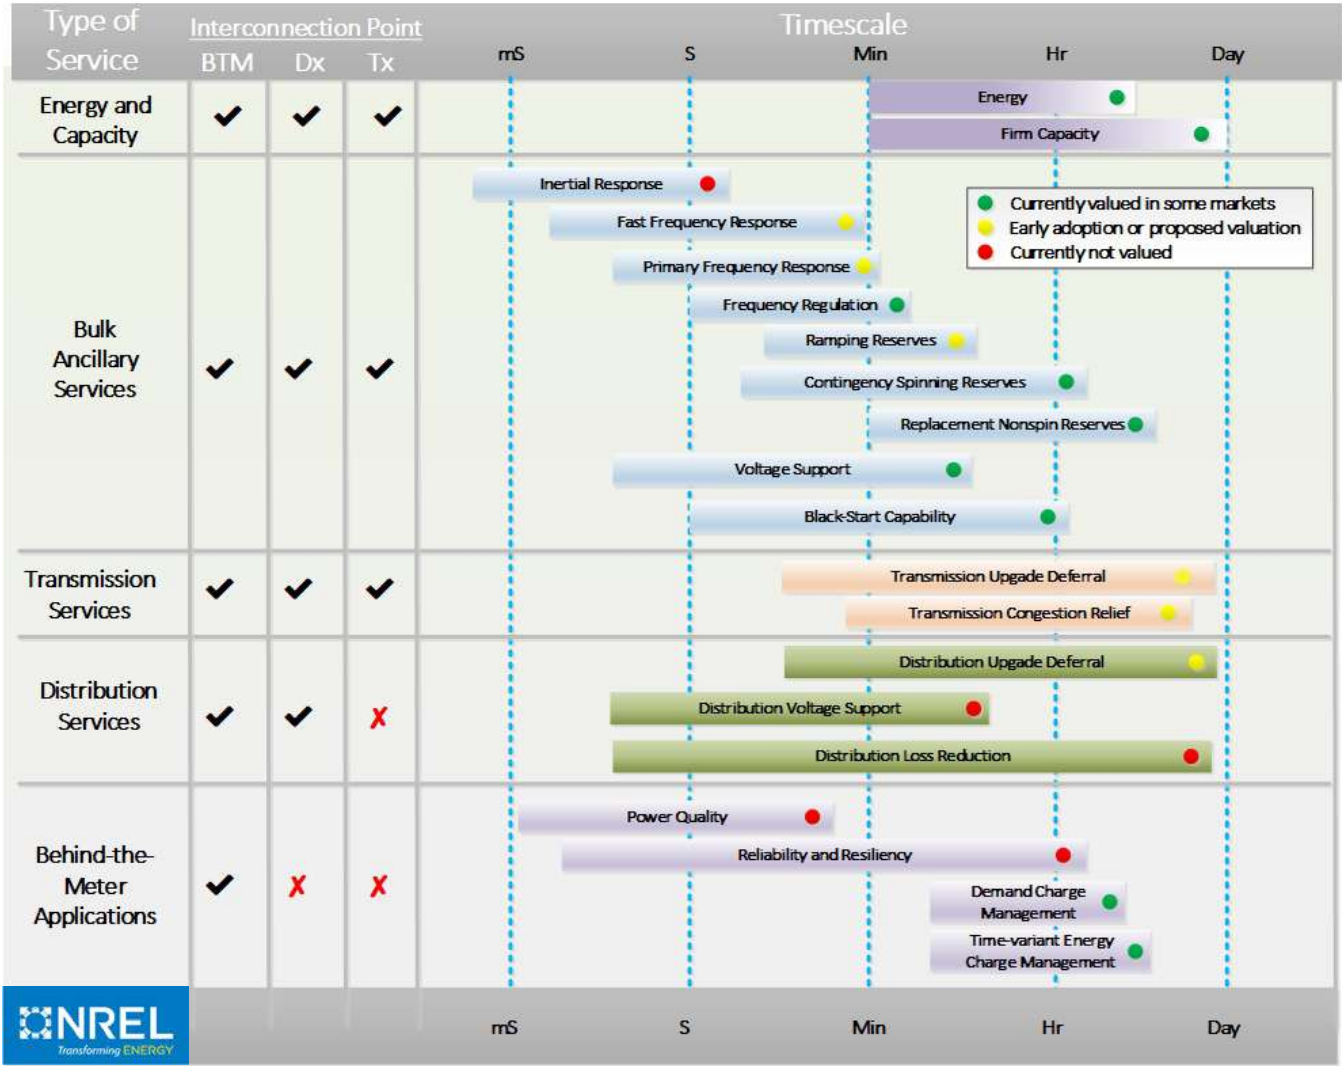 Type of Service
Interconnection Point
BTM Dx Tx
Timescale
mS S Min Hr Day
Energy and
Capacity
Energy
Firm Capacity
Bulk
Ancillary
Services
Inertial Response
Fast Frequency Response
Primary Frequency Response
Frequency Regulation
Ramping Reserves
Contingency Spinning Reserves
Replacement Nonspin Reserves
Voltage Support
Black-Start Capability
Currently valued in some markets
Early adoption or proposed valuation
Currently not valued
Transmission
Services
Transmission Upgade Deferral
Transmission Congestion Relief
Distribution
Services
Distribution Upgade Deferral
Distribution Voltage Support
Distribution Loss Reduction
Behind-the-
Meter
Applications
Power Quality
Reliability and Resiliency
Demand Charge
Management
Time-variant Energy
Charge Management
NREL
Transforming ENERGY
mS S Min Hr Day